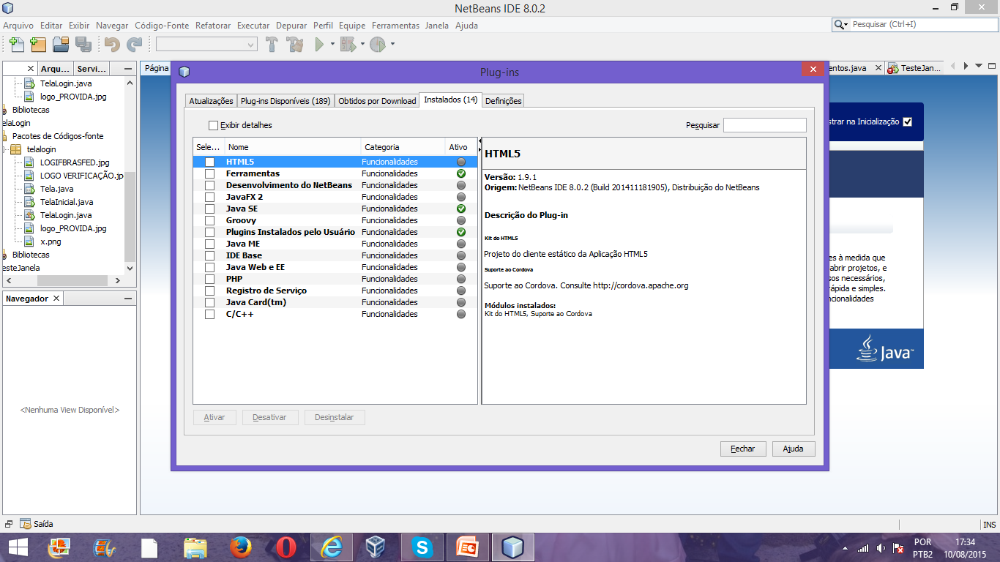 NetBeans IDE 8.0.2
Arquivo Editar Exibir Navegar Código-Fonte Refatorar Executar Depurar Perfil Equipe Ferramentas Janela Ajuda
Pesquisar (Ctrl+I)
Arqu... Servi...
TelaLogin.java
logo_PROVIDA.jpg
Bibliotecas
elaLogin
Pacotes de Códigos-fonte
telalogin
LOGIFBRASFED.jpg
LOGO VERIFICAÇÃO.jp
Tela.java
TelaInicial.java
TelaLogin.java
logo_PROVIDA.jpg
x.png
Bibliotecas
esteJanela
Navegador
<Nenhuma View Disponível>
Página
entos.java TesteJan...
strar na Inicialização
es à medida que
abrir projetos, e
sos necessários,
rápida e simples.
ncionalidades
Java™
Plug-ins
Atualizações Plug-ins Disponíveis (189) Obtidos por Download Instalados (14) Definições
Exibir detalhes
Pesquisar
Sele... Nome Categoria Ativo
HTML5 Funcionalidades
Ferramentas Funcionalidades
Desenvolvimento do NetBeans Funcionalidades
JavaFX 2 Funcionalidades
Java SE Funcionalidades
Groovy Funcionalidades
Plugins Instalados pelo Usuário Funcionalidades
Java ME Funcionalidades
IDE Base Funcionalidades
Java Web e EE Funcionalidades
PHP Funcionalidades
Registro de Serviço Funcionalidades
Java Card(tm) Funcionalidades
C/C++ Funcionalidades
HTML5
Versão: 1.9.1
Origem: NetBeans IDE 8.0.2 (Build 201411181905), Distribuição do NetBeans
Descrição do Plug-in
Kit do HTML5
Projeto do cliente estático da Aplicação HTML5
Suporte ao Cordova
Suporte ao Cordova. Consulte http://cordova.apache.org
Módulos instalados:
Kit do HTML5, Suporte ao Cordova
Ativar Desativar Desinstalar
Fechar Ajuda
Saída
INS
POR
PTB2
17:34
10/08/2015